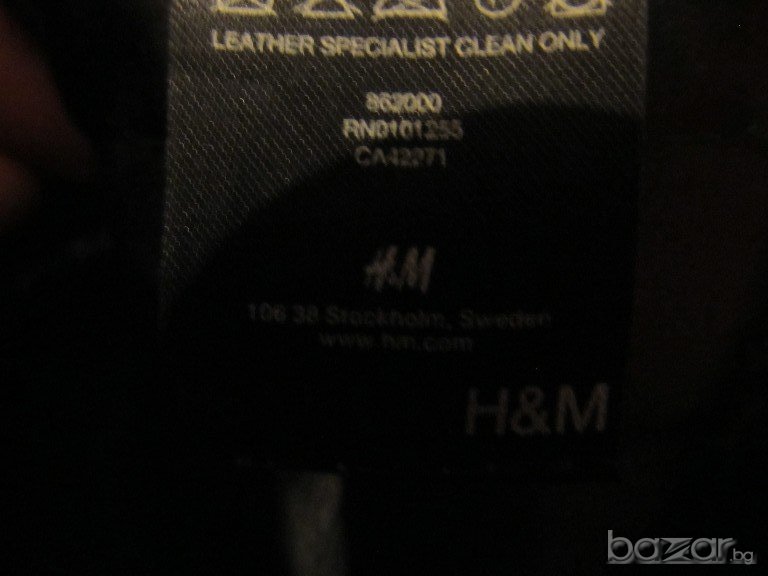 LEATHER SPECIALIST CLEAN ONLY
862000
RN0101255
CA42271
H&M
106 38 Stockholm, Sweden
www.hm.com
H&M
bazar.bg